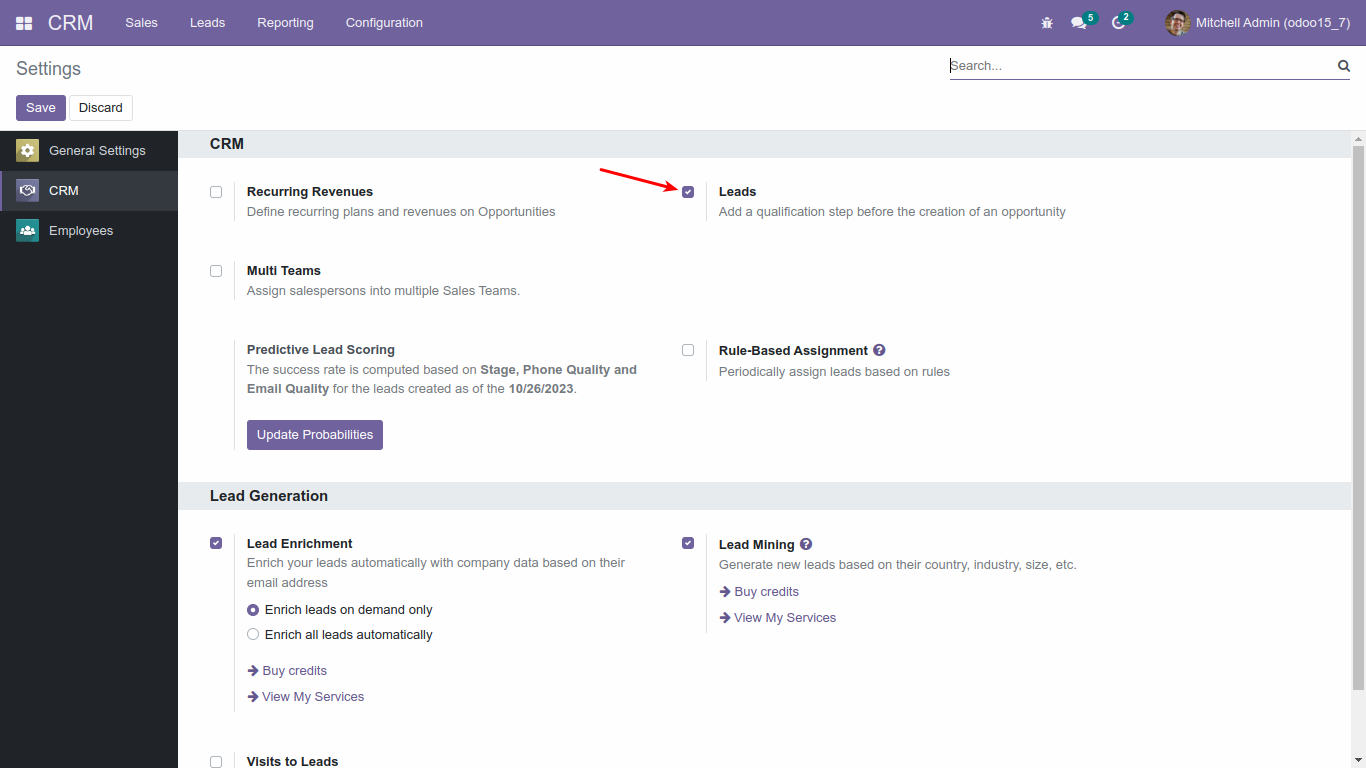 CRM Sales Leads Reporting Configuration 5 2 Mitchell Admin (odoo15_7)
Settings
Search...
Save Discard
General Settings
CRM
Employees
CRM
Recurring Revenues
Define recurring plans and revenues on Opportunities
Leads
Add a qualification step before the creation of an opportunity
Multi Teams
Assign salespersons into multiple Sales Teams.
Predictive Lead Scoring
The success rate is computed based on Stage, Phone Quality and
Email Quality for the leads created as of the 10/26/2023.
Update Probabilities
Rule-Based Assignment ?
Periodically assign leads based on rules
Lead Generation
Lead Enrichment
Enrich your leads automatically with company data based on their
email address
Enrich leads on demand only
Enrich all leads automatically
Buy credits
View My Services
Lead Mining ?
Generate new leads based on their country, industry, size, etc.
Buy credits
View My Services
Visits to Leads